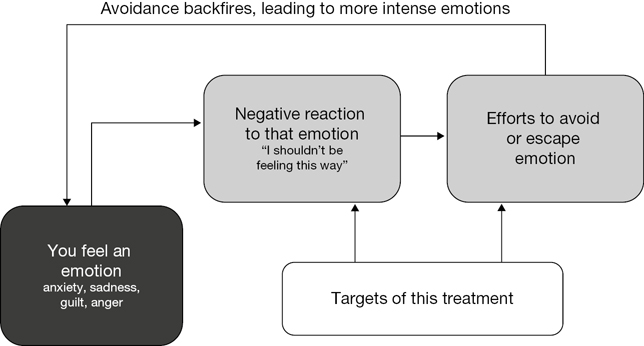 Avoidance backfires, leading to more intense emotions
Negative reaction
to that emotion
“I shouldn’t be
feeling this way”
Efforts to avoid
or escape
emotion
You feel an
emotion
anxiety, sadness,
guilt, anger
Targets of this treatment